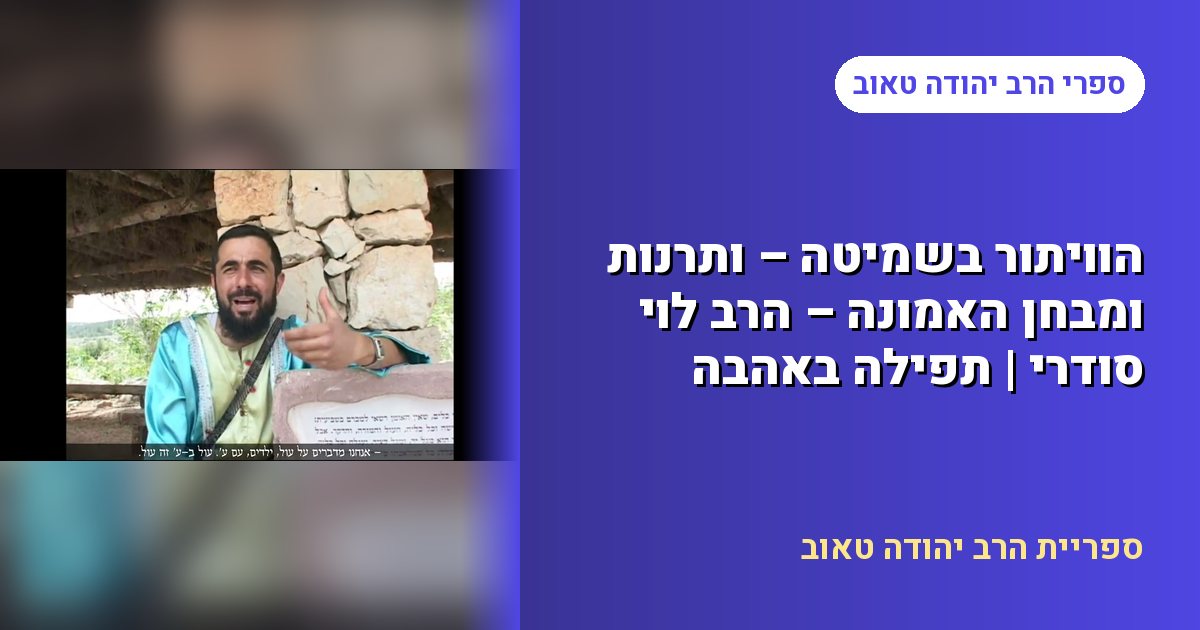 ספרי הרב יהודה טאוב
הוויתור בשמיטה – ותרנות
ומבחן האמונה – הרב לוי
סודרי | תפילה באהבה
– אנחנו מדברים על עול, ילדים, עם ע'. עול ב–ע' זה עול.
ספריית הרב יהודה טאוב